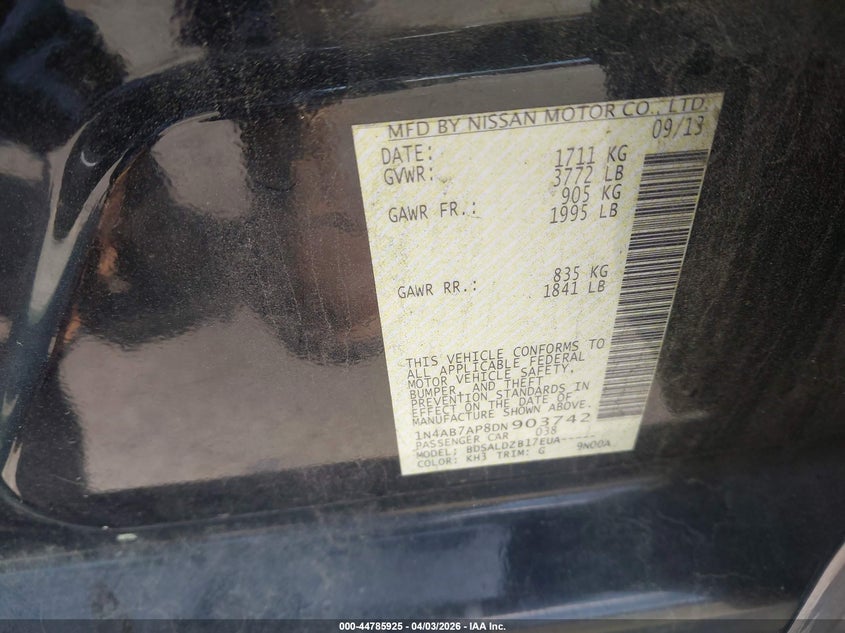 MFD BY NISSAN MOTOR CO., LTD.
DATE: 09/13
GVWR: 1711 KG
3772 LB
GAWR FR.: 905 KG
1995 LB
GAWR RR.: 835 KG
1841 LB
THIS VEHICLE CONFORMS TO
ALL APPLICABLE FEDERAL
MOTOR VEHICLE SAFETY,
BUMPER, AND THEFT
PREVENTION STANDARDS IN
EFFECT ON THE DATE OF
MANUFACTURE SHOWN ABOVE.
1N4AB7AP8DN903742
PASSENGER CAR 038
MODEL: BDSALDZB17EUA-----
COLOR: KH3 TRIM: G 9N00A
000-44785925 | 04/03/2026 - IAA Inc.